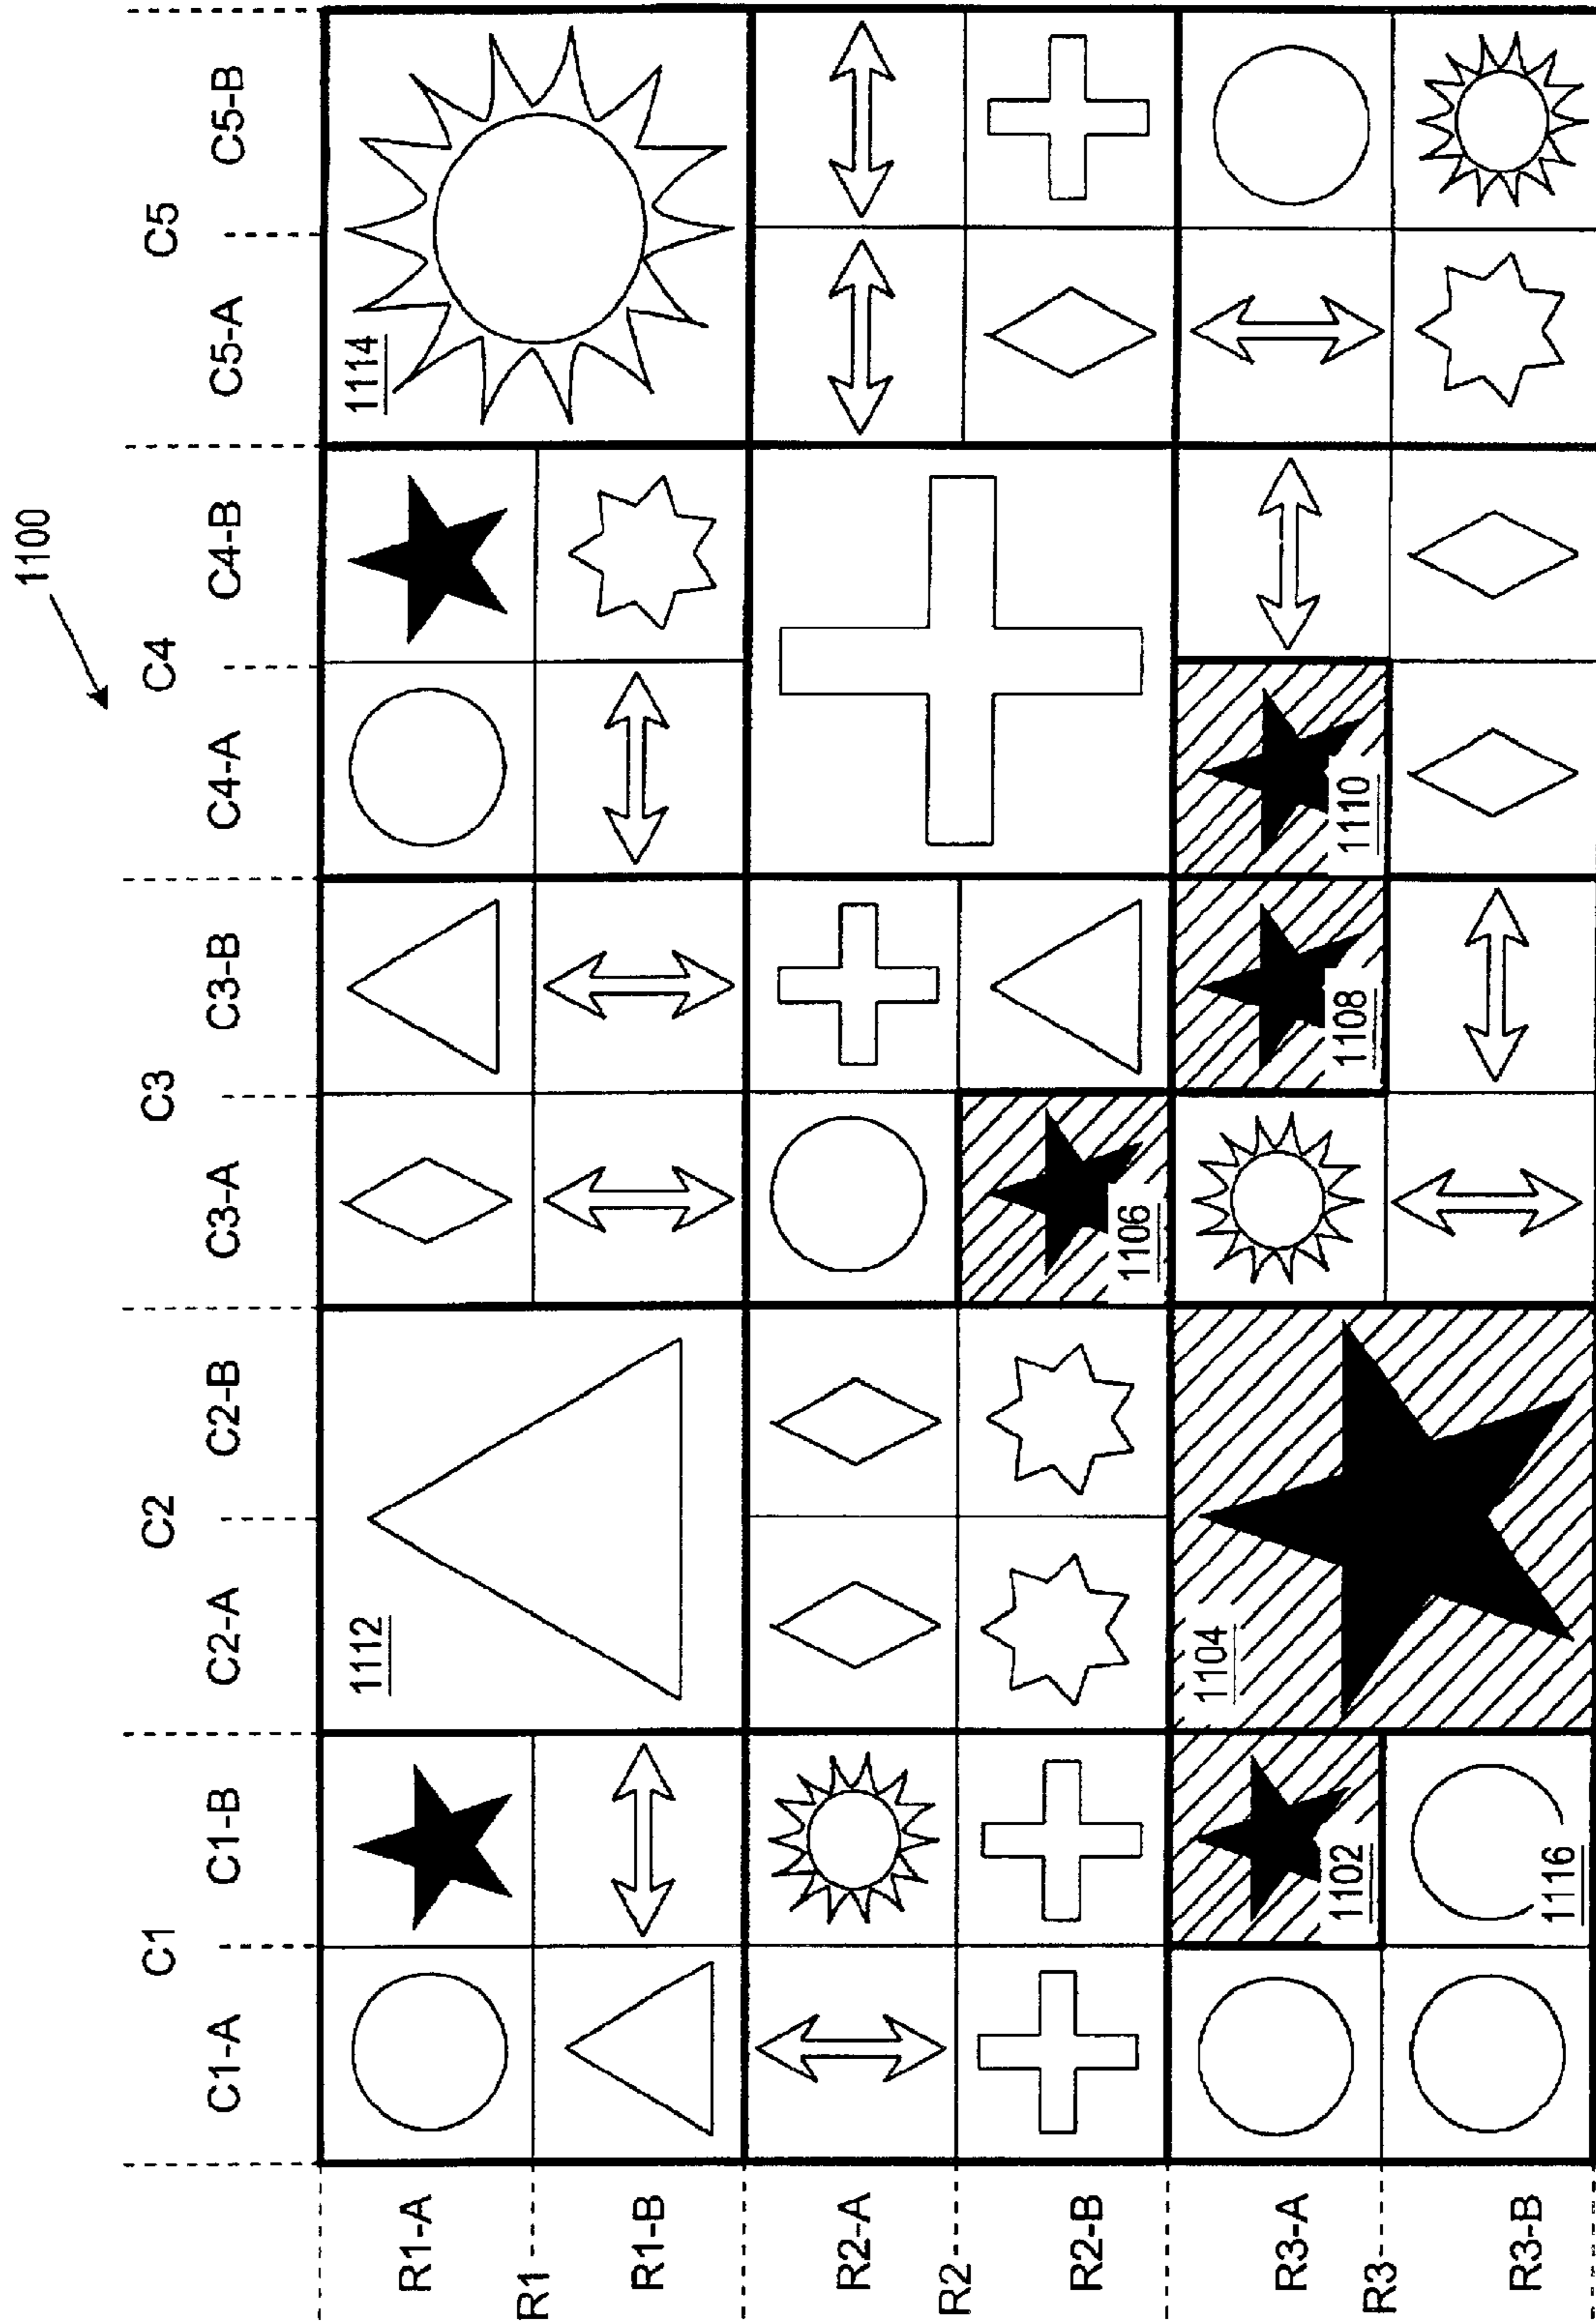 1100
C1 C2 C3 C4 C5
C1-A C1-B C2-A C2-B C3-A C3-B C4-A C4-B C5-A C5-B
1112 1114
R1-A
R1
R1-B
R2-A
R2
R2-B
1106
1104
R3-A
1102 1108 1110
R3
R3-B
1116